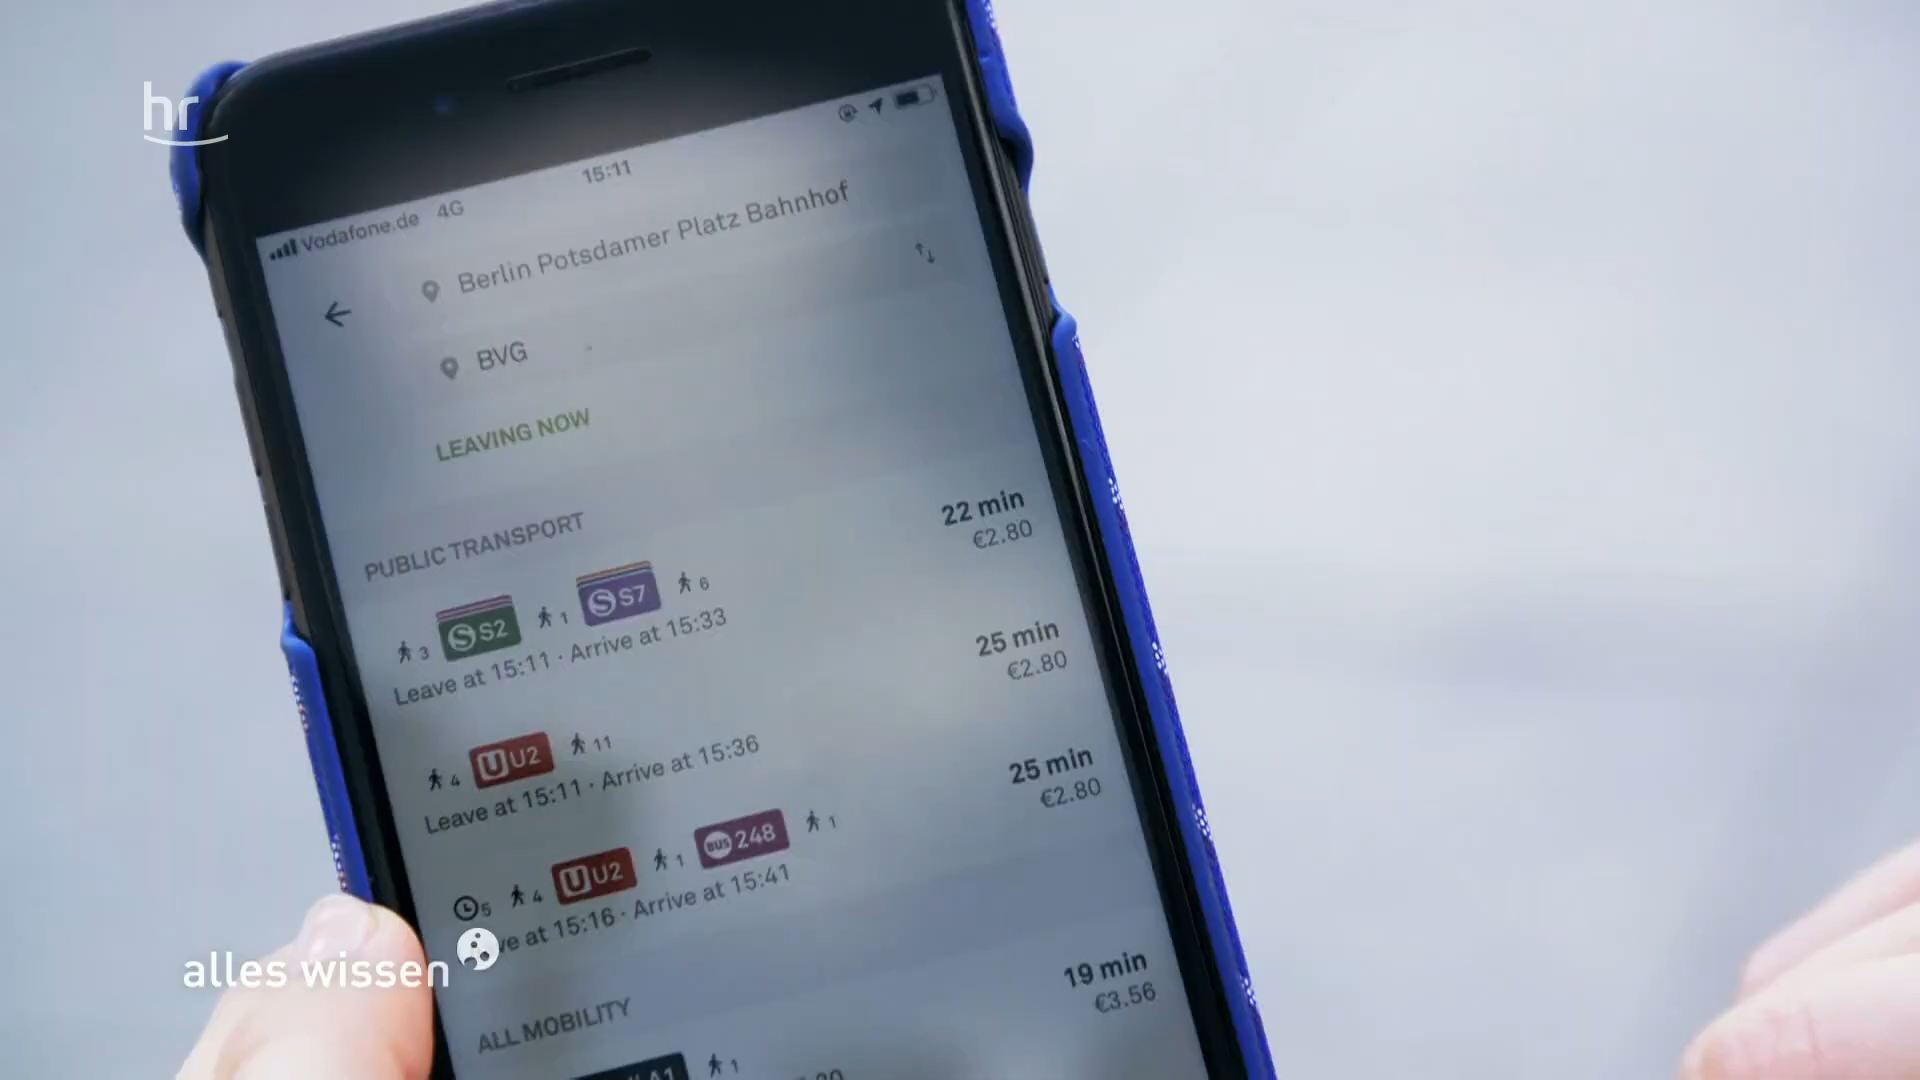 hr
15:11
Vodafone.de 4G
Berlin Potsdamer Platz Bahnhof
BVG
LEAVING NOW
PUBLIC TRANSPORT
22 min
€2.80
3 S S2 1 S S7 6
Leave at 15:11 · Arrive at 15:33
25 min
€2.80
4 U U2 11
Leave at 15:11 · Arrive at 15:36
25 min
€2.80
5 4 U U2 1 BUS 248 1
ve at 15:16 · Arrive at 15:41
alles wissen
ALL MOBILITY
19 min
€3.56
A1 1